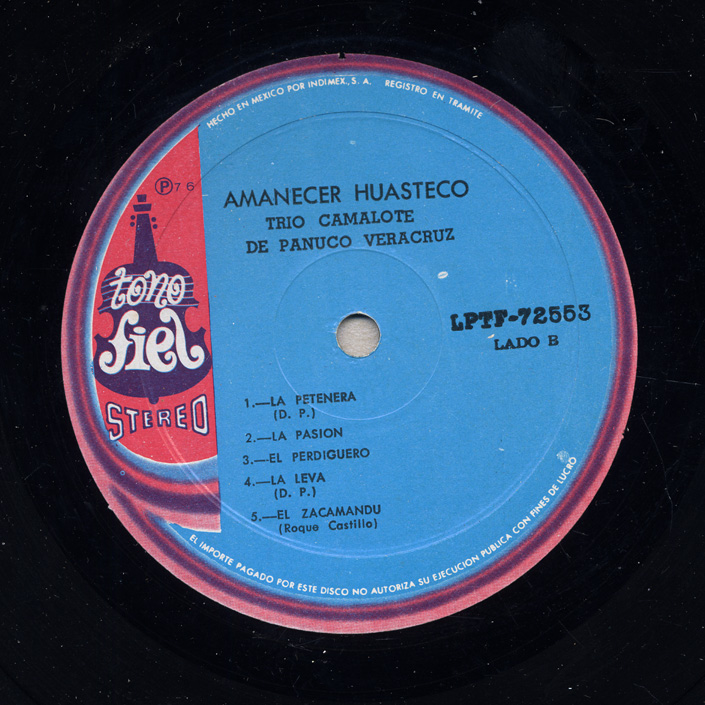 HECHO EN MEXICO POR INDIMEX, S. A. REGISTRO EN TRAMITE
Ⓟ 76
AMANECER HUASTECO
TRIO CAMALOTE
DE PANUCO VERACRUZ
tono
fiel
STEREO
LPTF-72553
LADO B
1.—LA PETENERA
(D. P.)
2.—LA PASION
3.—EL PERDIGUERO
4.—LA LEVA
(D. P.)
5.—EL ZACAMANDU
(Roque Castillo)
EL IMPORTE PAGADO POR ESTE DISCO NO AUTORIZA SU EJECUCION PUBLICA CON FINES DE LUCRO